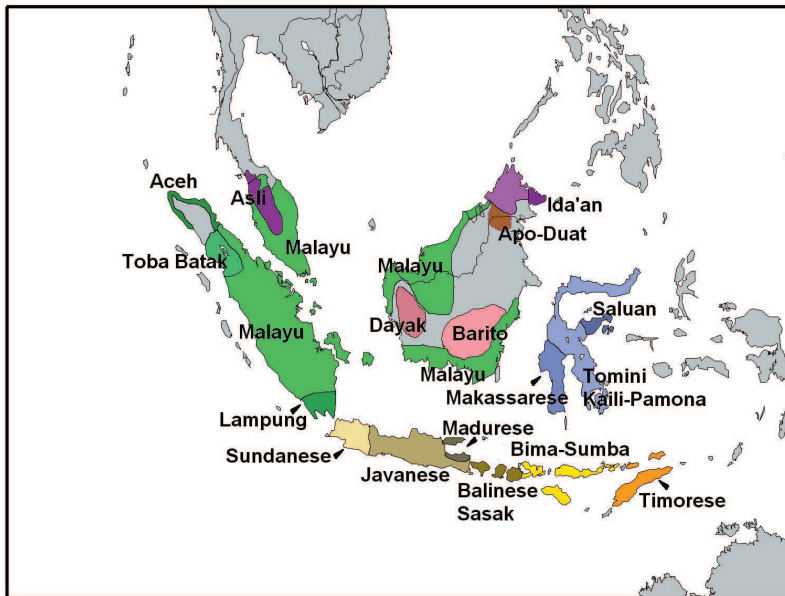 Aceh
Asli
Ida'an
Apo-Duat
Malayu
Toba Batak
Malayu
Saluan
Malayu
Dayak
Barito
Malayu
Makassarese
Tomini
Kaili-Pamona
Lampung
Madurese
Sundanese
Javanese
Bima-Sumba
Balinese
Sasak
Timorese